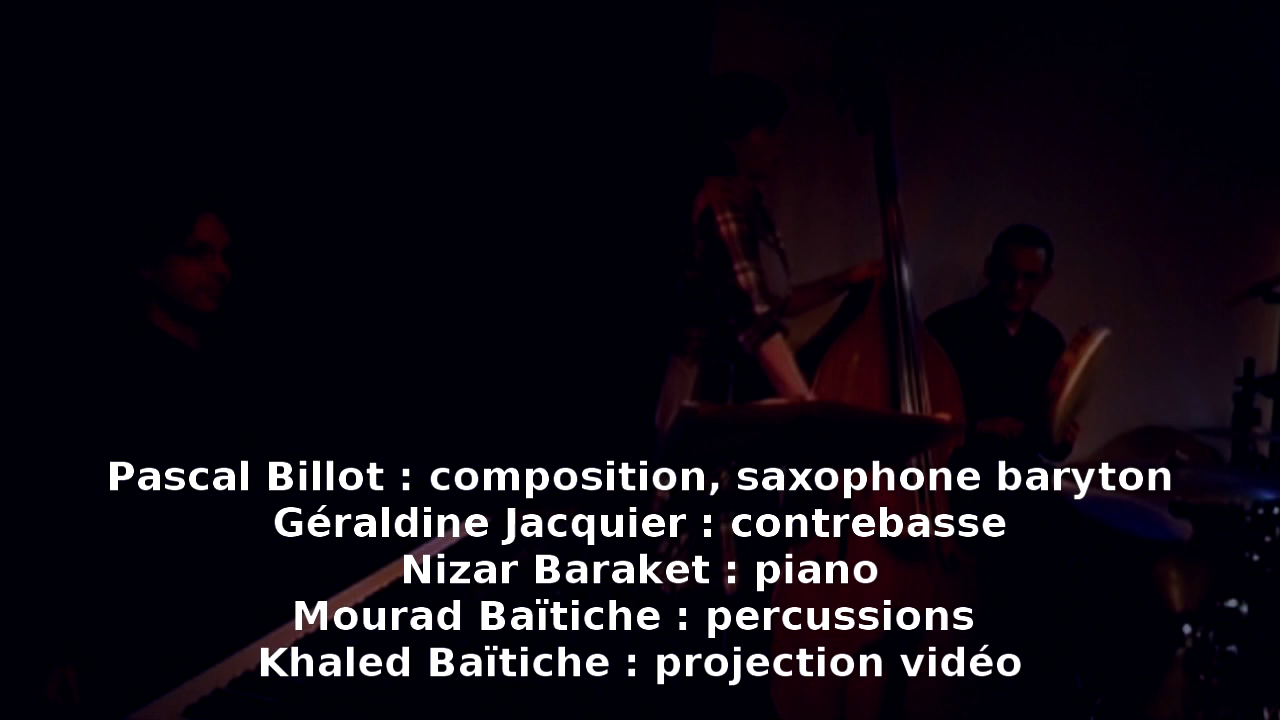 Pascal Billot : composition, saxophone baryton
Géraldine Jacquier : contrebasse
Nizar Baraket : piano
Mourad Baïtiche : percussions
Khaled Baïtiche : projection vidéo